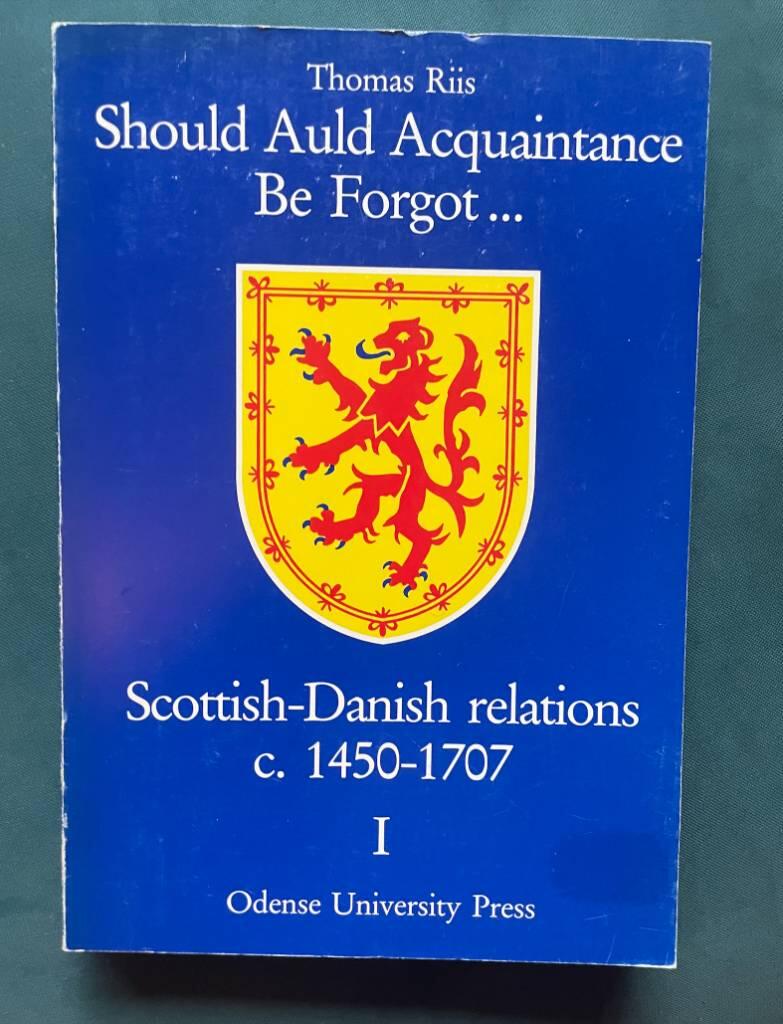 Thomas Riis
Should Auld Acquaintance
Be Forgot...
Scottish-Danish relations
c. 1450-1707
I
Odense University Press